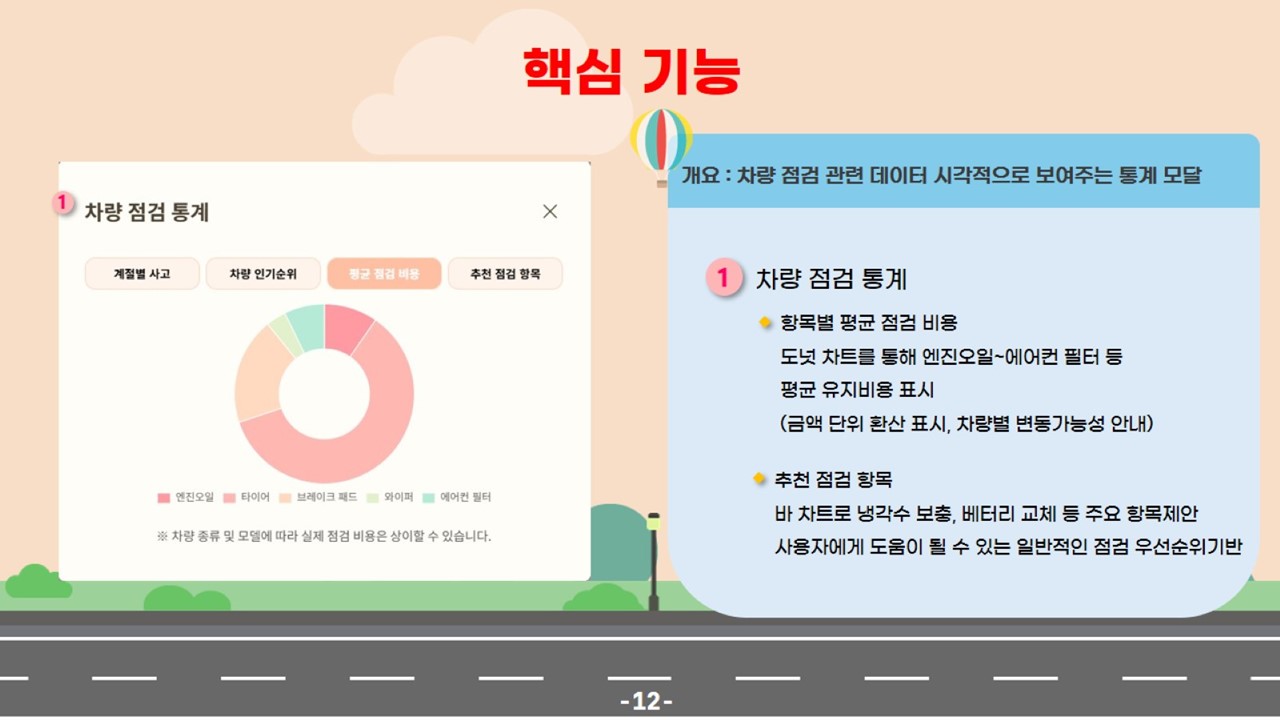 핵심 기능
1
차량 점검 통계
계절별 사고
차량 인기순위
평균 점검 비용
추천 점검 항목
엔진오일
타이어
브레이크 패드
와이퍼
에어컨 필터
※ 차량 종류 및 모델에 따라 실제 점검 비용은 상이할 수 있습니다.
개요 : 차량 점검 관련 데이터 시각적으로 보여주는 통계 모달
1 차량 점검 통계
항목별 평균 점검 비용
도넛 차트를 통해 엔진오일~에어컨 필터 등
평균 유지비용 표시
(금액 단위 환산 표시, 차량별 변동가능성 안내)
추천 점검 항목
바 차트로 냉각수 보충, 베터리 교체 등 주요 항목제안
사용자에게 도움이 될 수 있는 일반적인 점검 우선순위기반
-12-